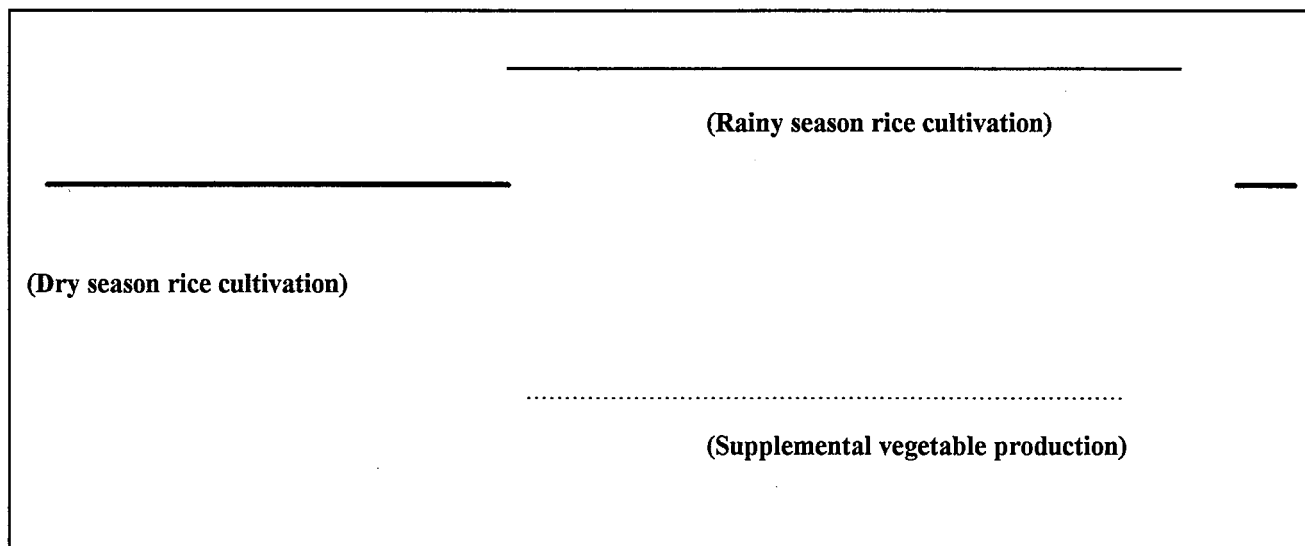 (Rainy season rice cultivation)
(Dry season rice cultivation)
(Supplemental vegetable production)